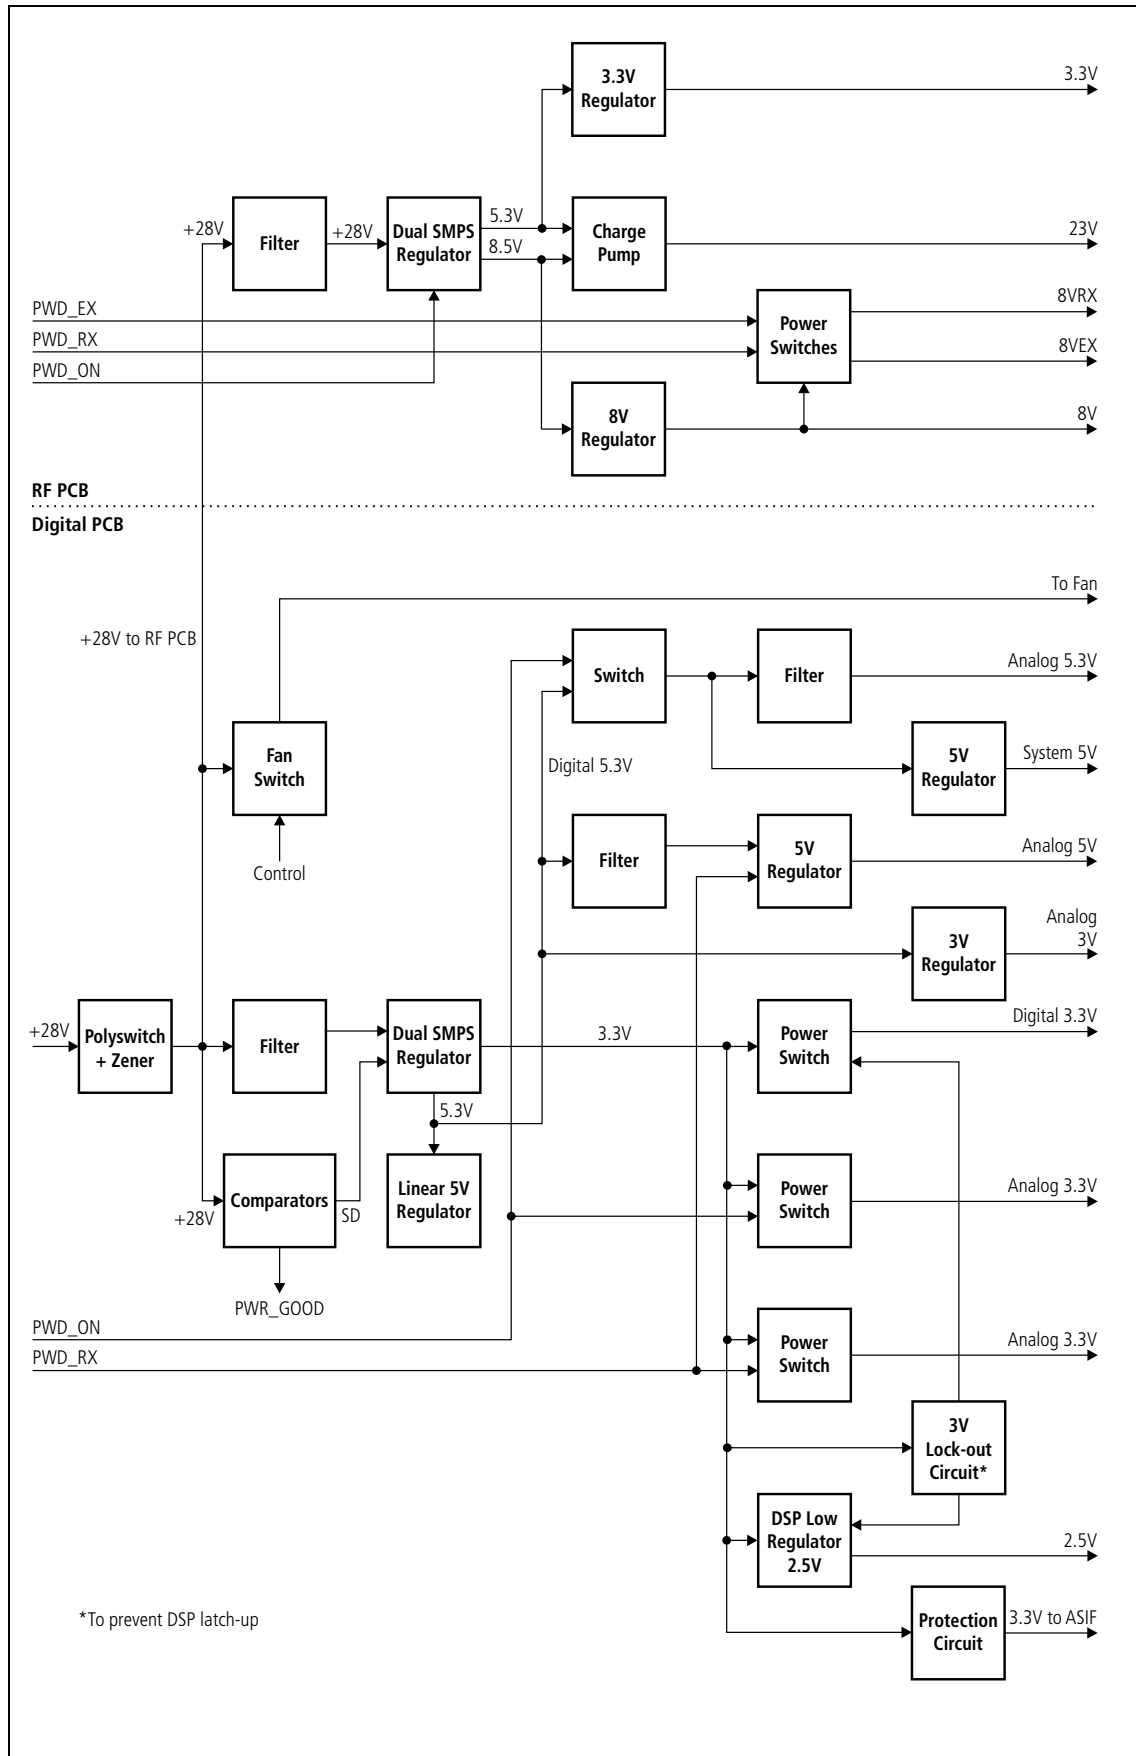 3.3V
Regulator
3.3V
+28V
Filter
+28V
Dual SMPS
Regulator
5.3V
8.5V
Charge
Pump
23V
PWD_EX
PWD_RX
PWD_ON
Power
Switches
8VRX
8VEX
8V
Regulator
8V
RF PCB
Digital PCB
To Fan
+28V to RF PCB
Switch
Filter
Analog 5.3V
Fan
Switch
Digital 5.3V
5V
Regulator
System 5V
Control
Filter
5V
Regulator
Analog 5V
3V
Regulator
Analog
3V
+28V
Polyswitch
+ Zener
Filter
Dual SMPS
Regulator
3.3V
Power
Switch
Digital 3.3V
5.3V
Comparators
+28V
SD
Linear 5V
Regulator
Power
Switch
Analog 3.3V
PWR_GOOD
PWD_ON
PWD_RX
Power
Switch
Analog 3.3V
3V
Lock-out
Circuit*
DSP Low
Regulator
2.5V
2.5V
*To prevent DSP latch-up
Protection
Circuit
3.3V to ASIF